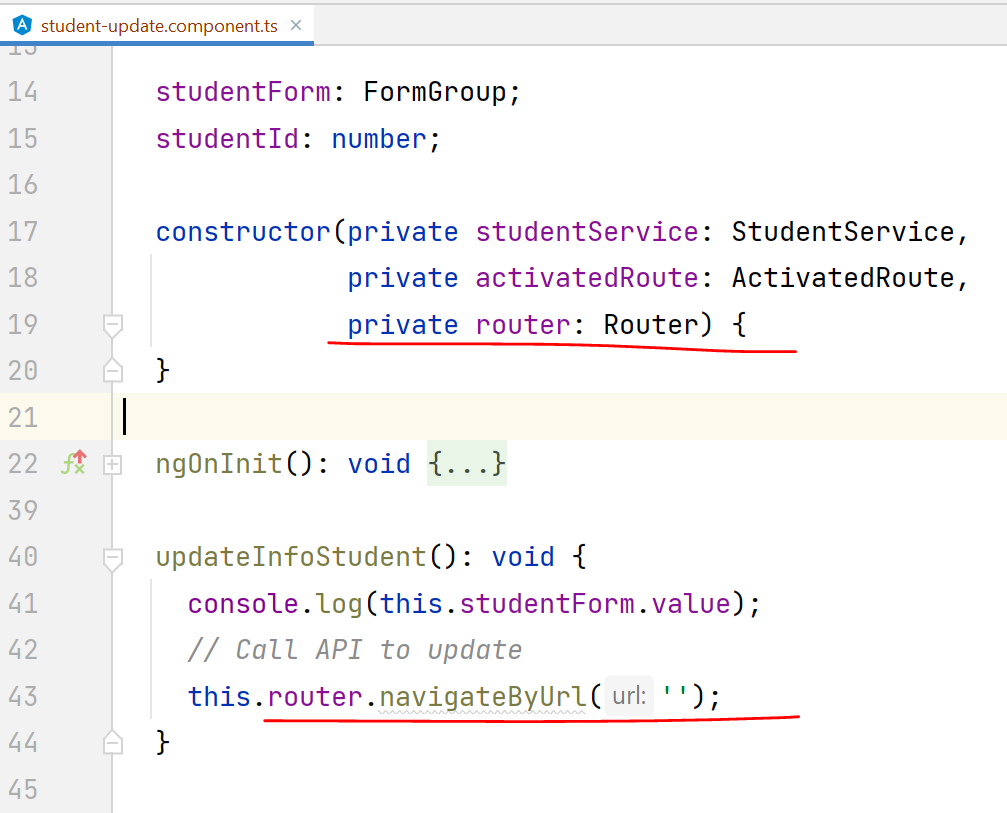 student-update.component.ts
13
14 studentForm: FormGroup;
15 studentId: number;
16
17 constructor(private studentService: StudentService,
18 private activatedRoute: ActivatedRoute,
19 private router: Router) {
20 }
21
22 ngOnInit(): void {...}
39
40 updateInfoStudent(): void {
41 console.log(this.studentForm.value);
42 // Call API to update
43 this.router.navigateByUrl( url: '');
44 }
45